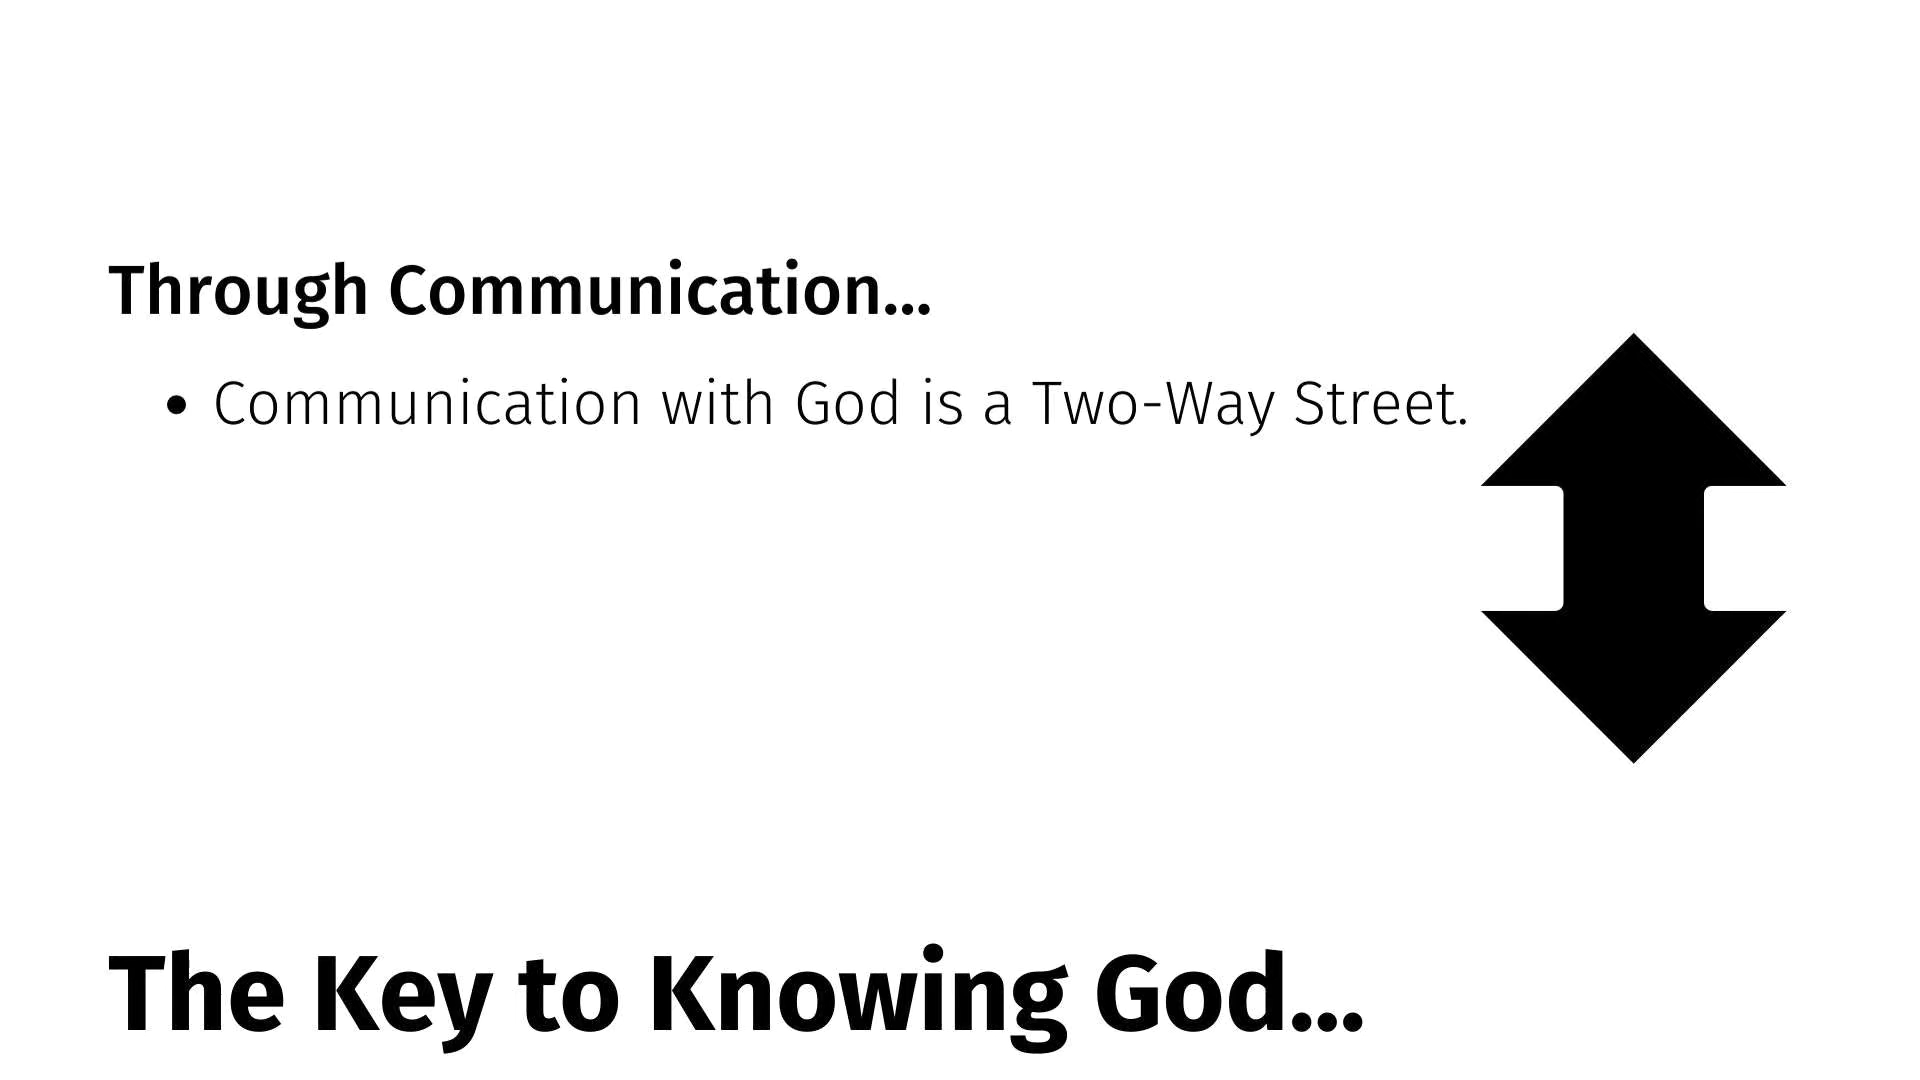 Through Communication...
• Communication with God is a Two-Way Street.
The Key to Knowing God...